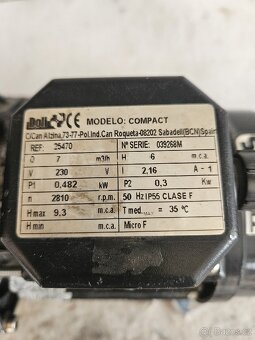 CE MODELO: COMPACT
C/Can Alzina,73-77-Pol.Ind.Can Roqueta-08202 Sabadell(BCN)Spain
REF: 25470 Nº SERIE: 039268M
Q 7 m3/h H 6 m.c.a.
V 230 V I 2,16 A - 1
P1 0,482 kW P2 0,3 Kw
n 2810 r.p.m. 50 Hz IP55 CLASE F
H max 9,3 m.c.a. T med. max = 35 ºC
H min m.c.a. Micro F